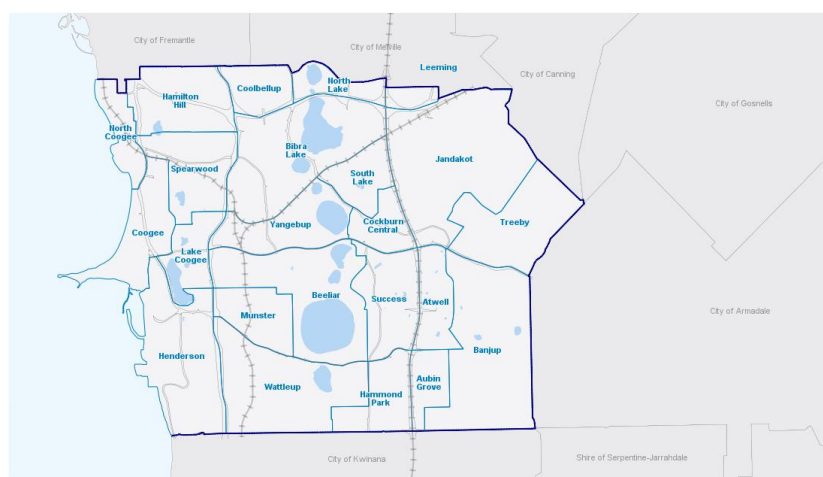 City of Fremantle
City of Melville
Leeming
City of Canning
City of Gosnells
North
Lake
Coolbellup
Hamilton
Hill
North
Coogee
Bibra
Lake
Jandakot
Spearwood
South
Lake
Treeby
Yangebup
Cockburn
Central
Coogee
Lake
Coogee
Beeliar
Success
Atwell
City of Armadale
Munster
Banjup
Henderson
Wattleup
Aubin
Grove
Hammond
Park
City of Kwinana
Shire of Serpentine-Jarrahdale